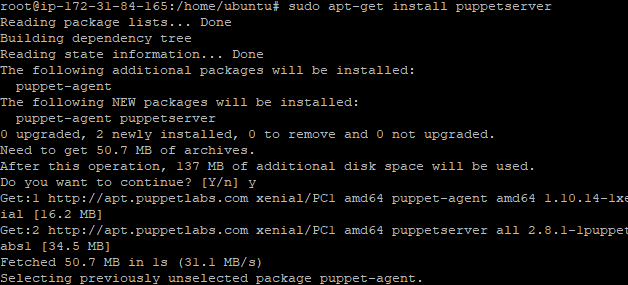 root@ip-172-31-84-165:/home/ubuntu# sudo apt-get install puppetserver
Reading package lists... Done
Building dependency tree
Reading state information... Done
The following additional packages will be installed:
  puppet-agent
The following NEW packages will be installed:
  puppet-agent puppetserver
0 upgraded, 2 newly installed, 0 to remove and 0 not upgraded.
Need to get 50.7 MB of archives.
After this operation, 137 MB of additional disk space will be used.
Do you want to continue? [Y/n] y
Get:1 http://apt.puppetlabs.com xenial/PC1 amd64 puppet-agent amd64 1.10.14-1xen
ial [16.2 MB]
Get:2 http://apt.puppetlabs.com xenial/PC1 amd64 puppetserver all 2.8.1-1puppetl
abs1 [34.5 MB]
Fetched 50.7 MB in 1s (31.1 MB/s)
Selecting previously unselected package puppet-agent.